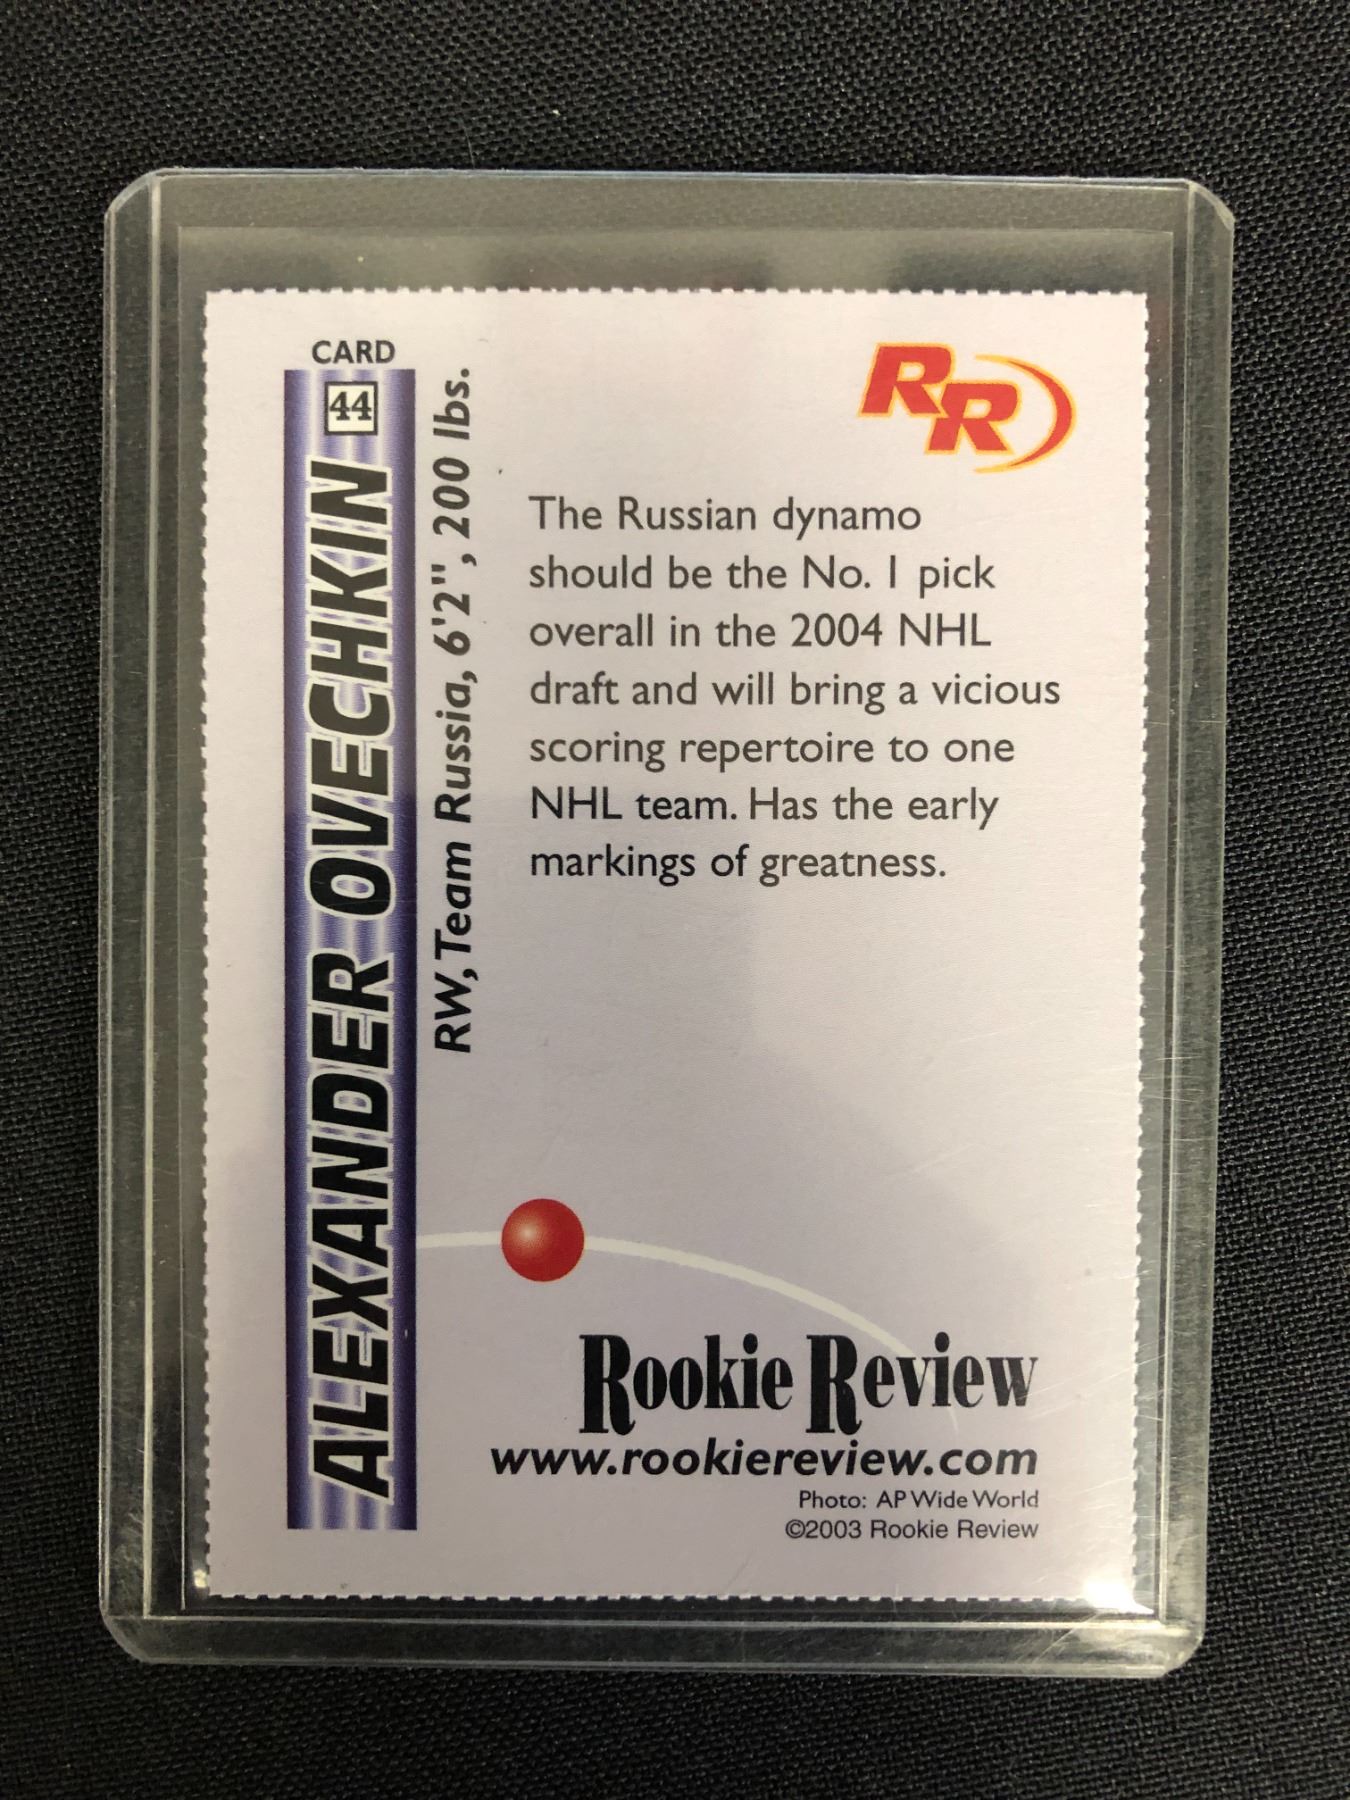 CARD
44
ALEXANDER OVECHKIN
RW, Team Russia, 6'2", 200 lbs.
RR
The Russian dynamo
should be the No. 1 pick
overall in the 2004 NHL
draft and will bring a vicious
scoring repertoire to one
NHL team. Has the early
markings of greatness.
Rookie Review
www.rookiereview.com
Photo: AP Wide World
©2003 Rookie Review